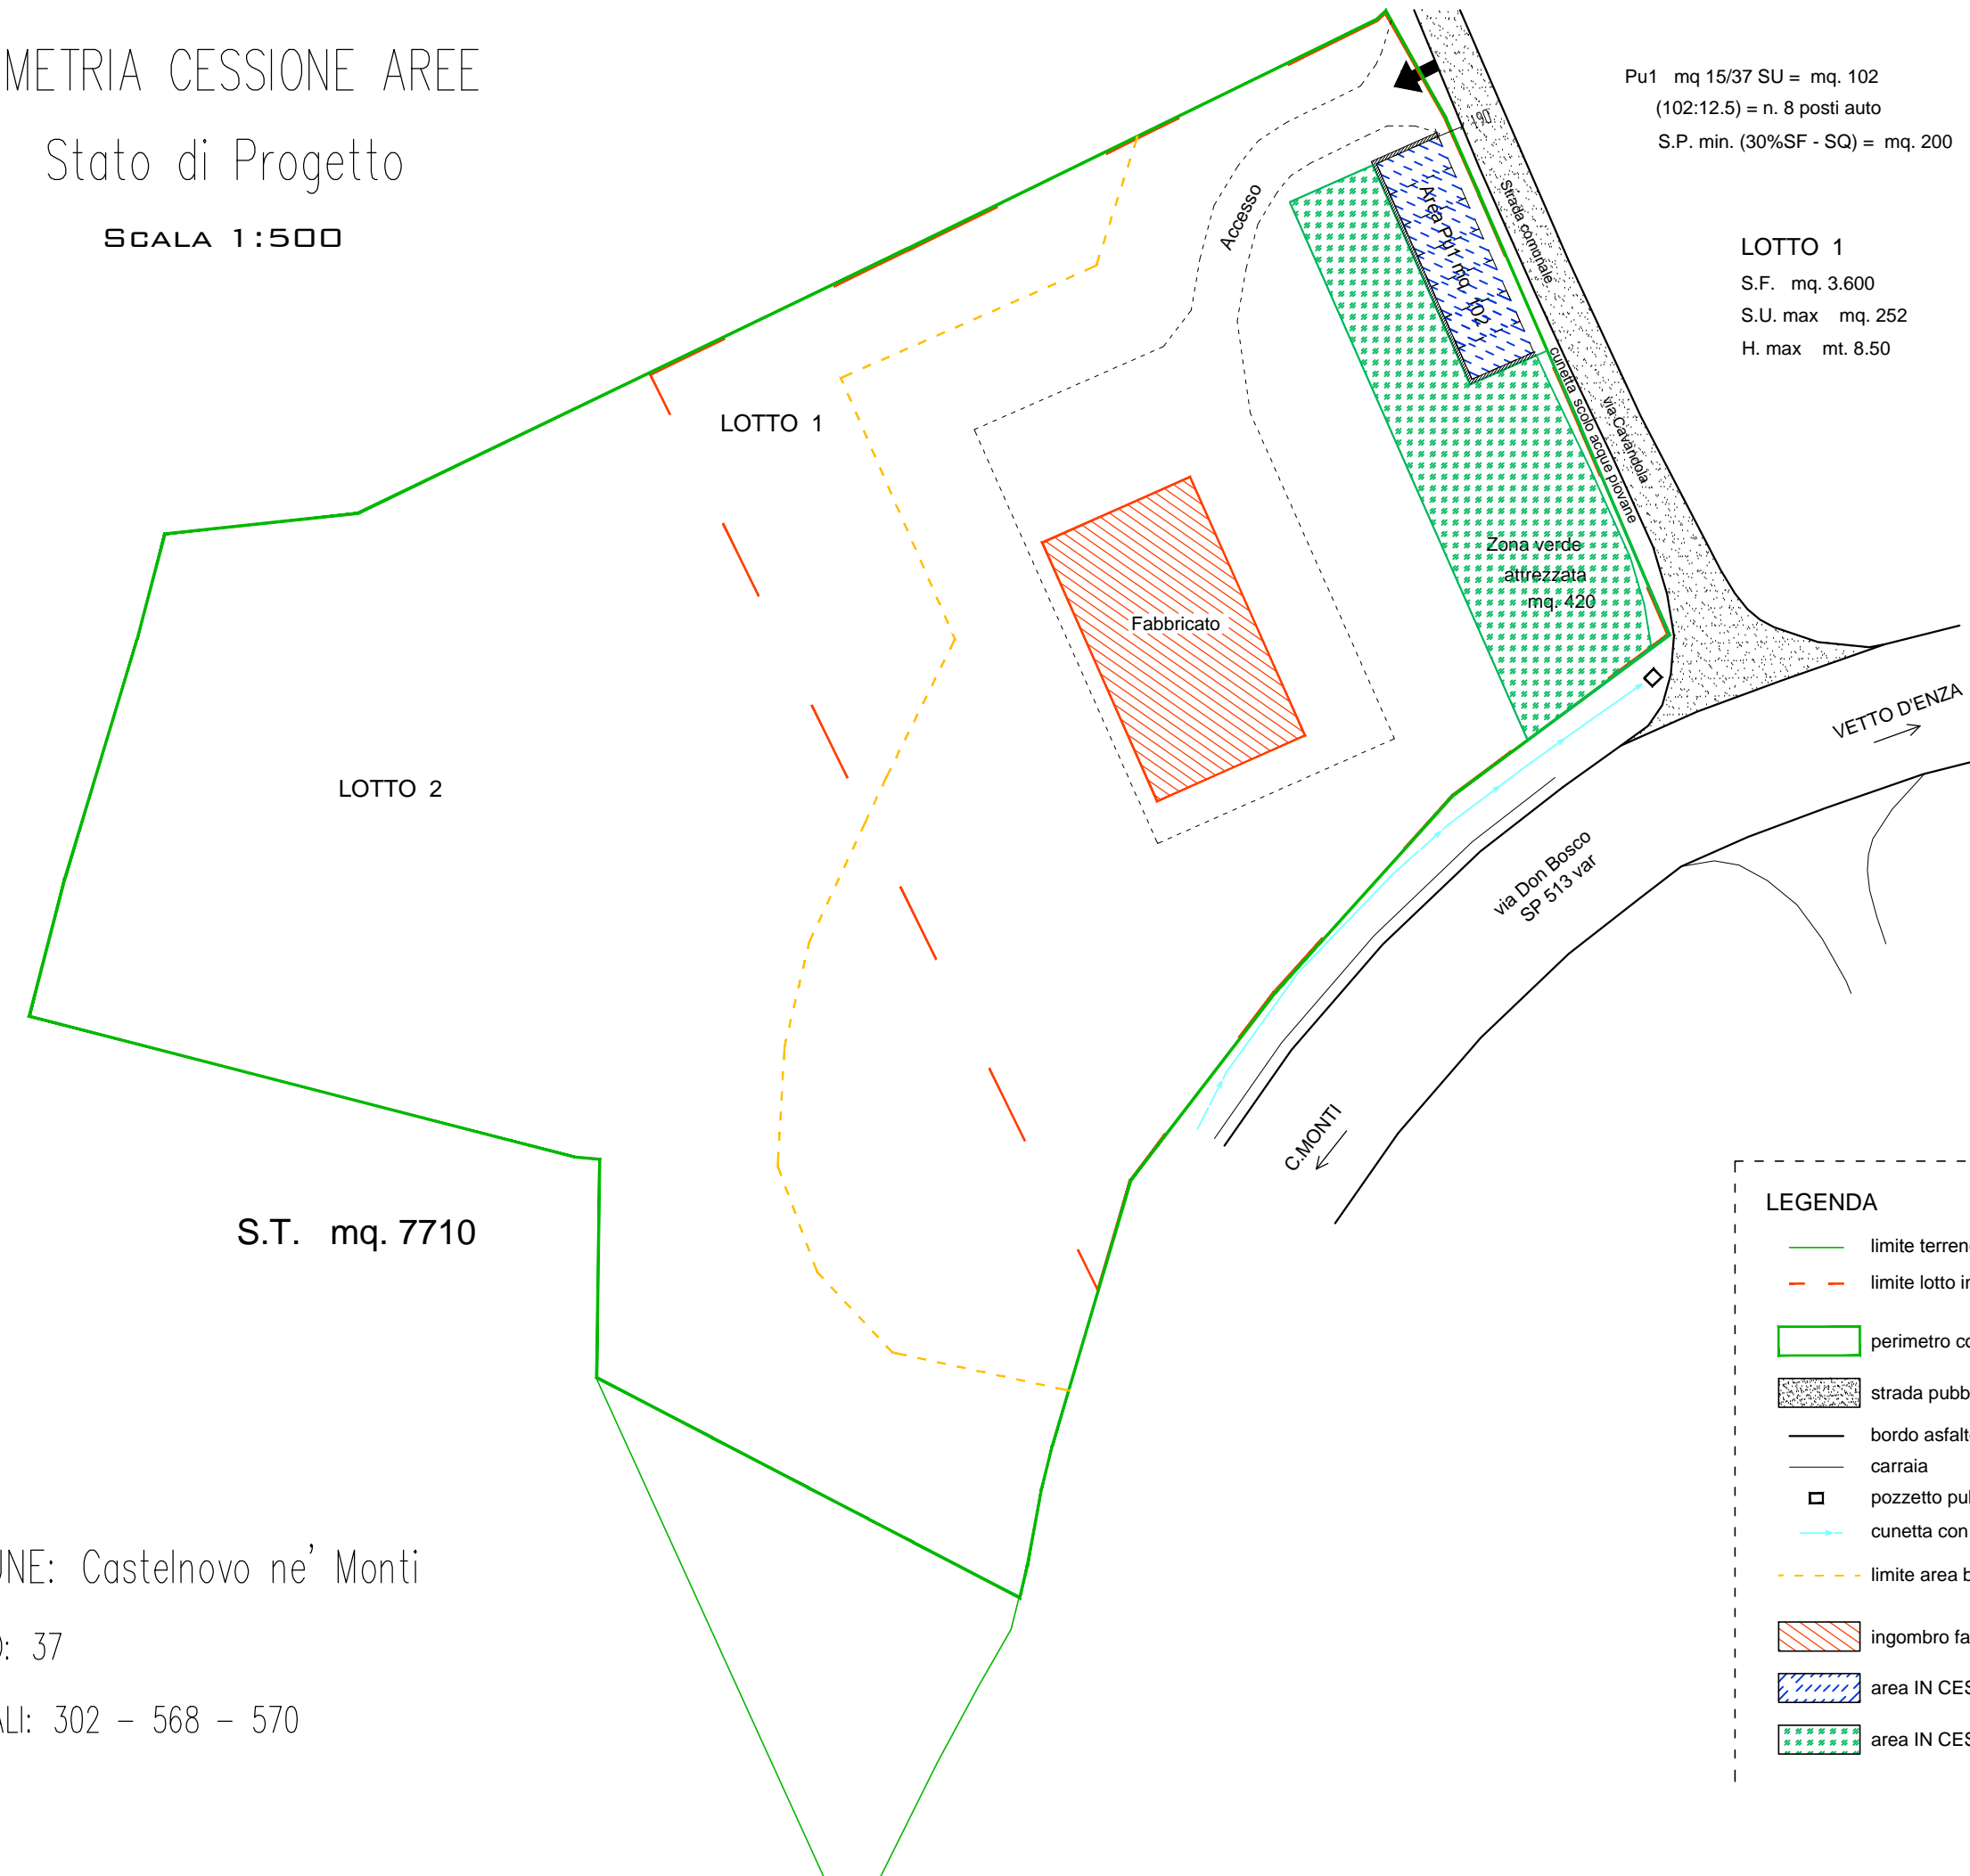 METRIA CESSIONE AREE
Stato di Progetto
SCALA 1:500
Pu1 mq 15/37 SU = mq. 102
(102:12.5) = n. 8 posti auto
S.P. min. (30%SF - SQ) = mq. 200
LOTTO 1
S.F. mq. 3.600
S.U. max mq. 252
H. max mt. 8.50
190
Accesso
Area Pu1 mq. 102
Strada comunale
via Cavandola
cunetta scolo acque piovane
LOTTO 1
Zona verde
attrezzata
mq. 420
Fabbricato
VETTO D'ENZA
LOTTO 2
via Don Bosco
SP 513 var
C.MONTI
S.T. mq. 7710
LEGENDA
limite terren
limite lotto i
perimetro co
strada pubb
bordo asfalt
carraia
pozzetto pul
cunetta con
limite area b
ingombro fa
area IN CES
area IN CES
UNE: Castelnovo ne' Monti
O: 37
ALI: 302 - 568 - 570